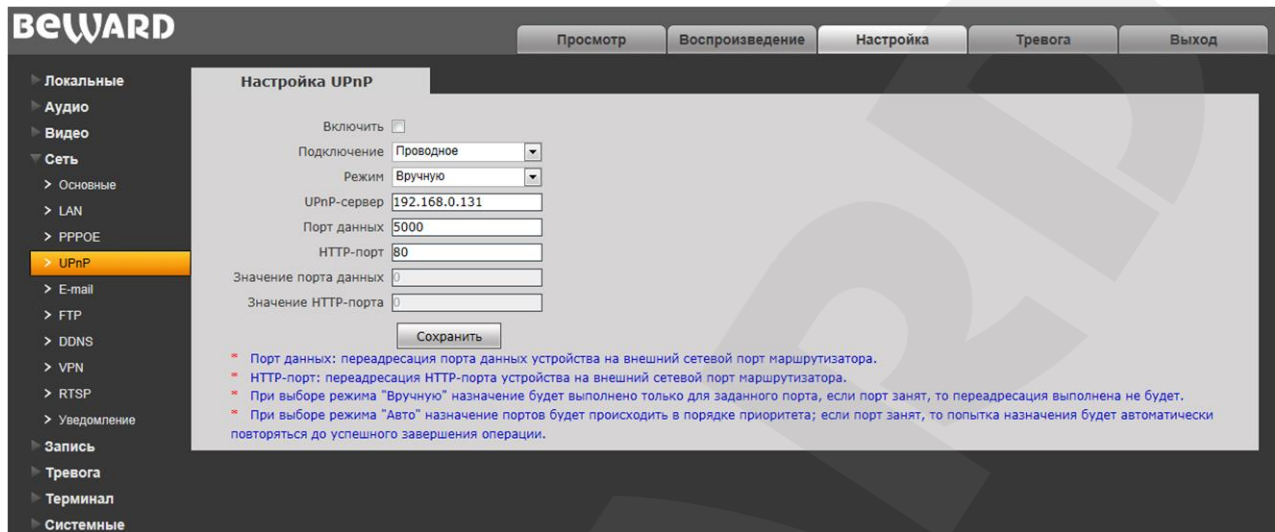 BEWARD
Просмотр
Воспроизведение
Настройка
Тревога
Выход
Локальные
Аудио
Видео
Сеть
Основные
LAN
PPPOE
UPnP
E-mail
FTP
DDNS
VPN
RTSP
Уведомление
Запись
Тревога
Терминал
Системные
Настройка UPnP
Включить
Подключение Проводное
Режим Вручную
UPnP-сервер 192.168.0.131
Порт данных 5000
HTTP-порт 80
Значение порта данных 0
Значение HTTP-порта 0
Сохранить
* Порт данных: переадресация порта данных устройства на внешний сетевой порт маршрутизатора.
* HTTP-порт: переадресация HTTP-порта устройства на внешний сетевой порт маршрутизатора.
* При выборе режима "Вручную" назначение будет выполнено только для заданного порта, если порт занят, то переадресация выполнена не будет.
* При выборе режима "Авто" назначение портов будет происходить в порядке приоритета; если порт занят, то попытка назначения будет автоматически
повторяться до успешного завершения операции.